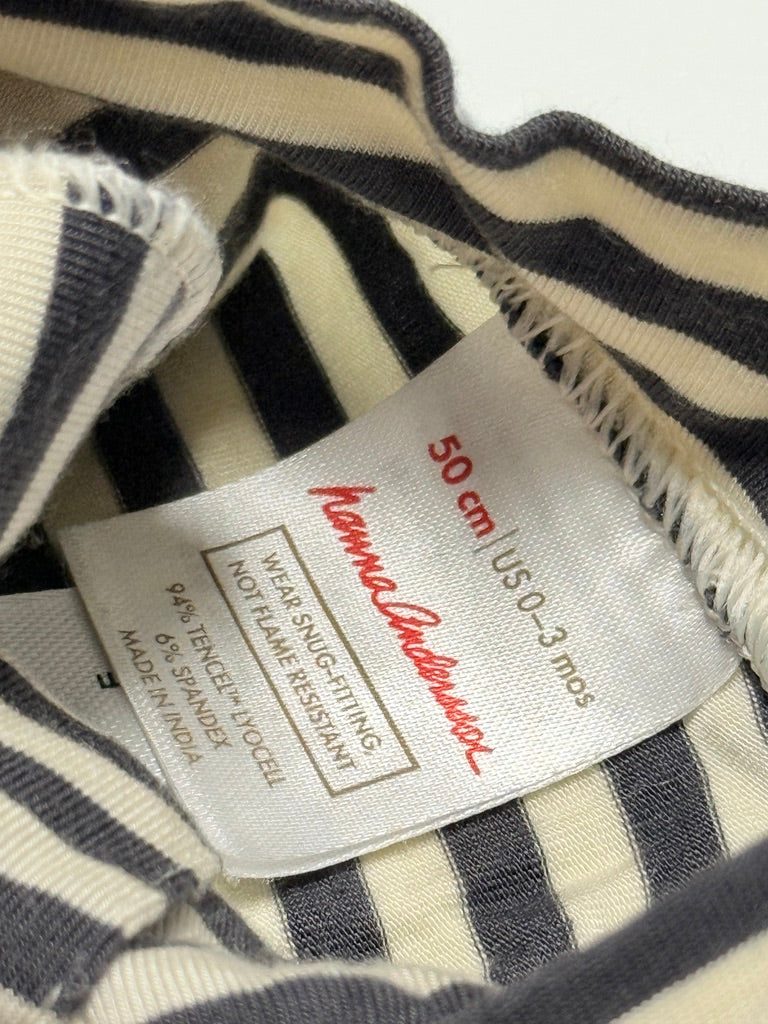 50 cm | US 0–3 mos
hanna Andersson
WEAR SNUG-FITTING
NOT FLAME RESISTANT
94% TENCEL™ LYOCELL
6% SPANDEX
MADE IN INDIA